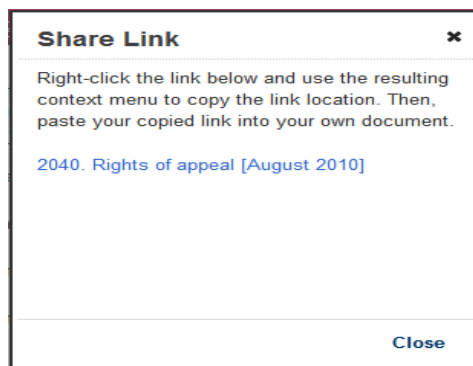 Share Link ✖
Right-click the link below and use the resulting
context menu to copy the link location. Then,
paste your copied link into your own document.
2040. Rights of appeal [August 2010]
Close